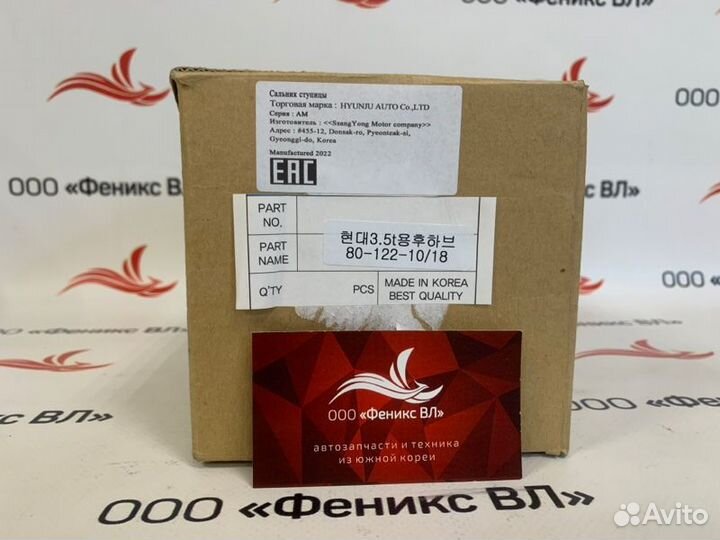 ООО «Феникс ВЛ»
ООО «Фе
ООО «Феникс ВЛ»
Сальник ступицы
Торговая марка : HYUNJU AUTO Co.,LTD
Серия : AM
Изготовитель : <<SsangYong Motor company>>
Адрес : #455-12, Donsak-ro, Pyeonteak-si,
Gyeonggi-do, Korea
Manufactured 2022
EAC
PART
NO.
PART
NAME
현대3.5t용후하브
80-122-10/18
Q'TY
PCS
MADE IN KOREA
BEST QUALITY
ООО «Феникс ВЛ»
автозапчасти и техника
из южной кореи
ООО «Феникс ВЛ»
Avito